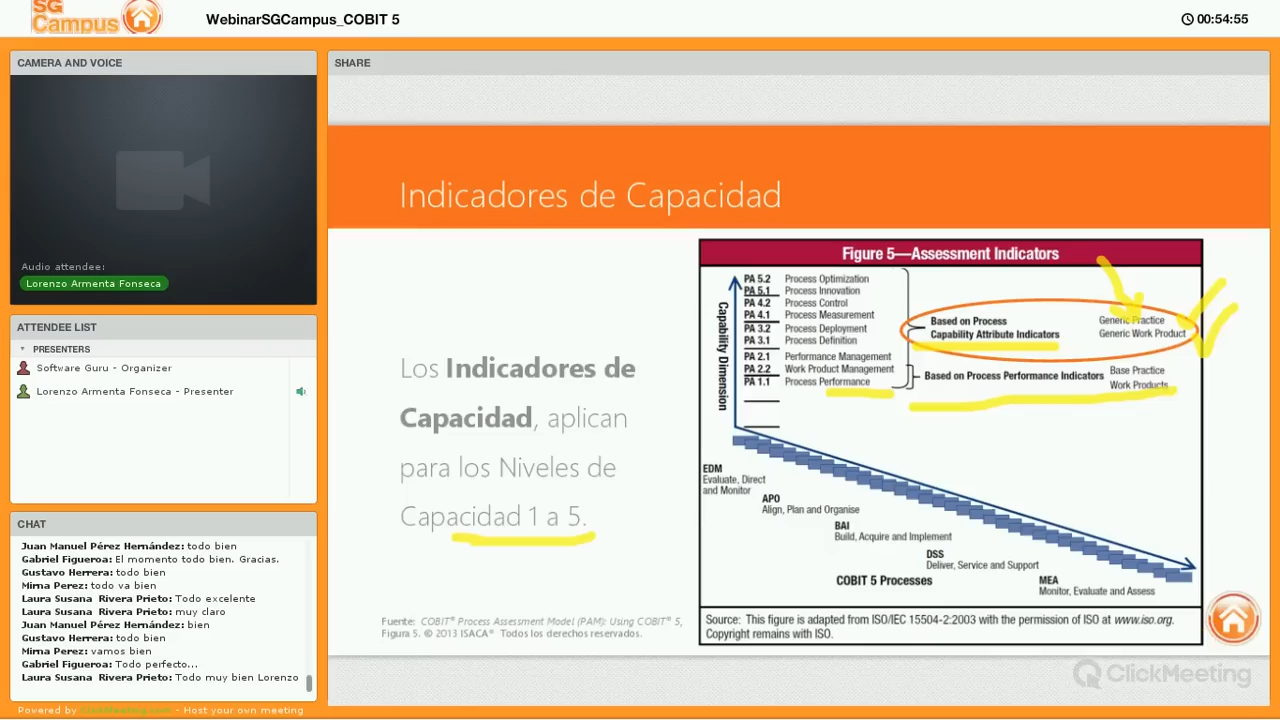 SG
Campus
WebinarSGCampus_COBIT 5
00:54:55
CAMERA AND VOICE
Audio attendee:
Lorenzo Armenta Fonseca
ATTENDEE LIST
PRESENTERS
Software Guru - Organizer
Lorenzo Armenta Fonseca - Presenter
CHAT
Juan Manuel Pérez Hernández: todo bien
Gabriel Figueroa: El momento todo bien. Gracias.
Gustavo Herrera: todo bien
Mirna Perez: todo va bien
Laura Susana Rivera Prieto: Todo excelente
Laura Susana Rivera Prieto: muy claro
Juan Manuel Pérez Hernández: bien
Gustavo Herrera: todo bien
Mirna Perez: vamos bien
Gabriel Figueroa: Todo perfecto...
Laura Susana Rivera Prieto: Todo muy bien Lorenzo
Powered by ClickMeeting.com - Host your own meeting
SHARE
Indicadores de Capacidad
Los Indicadores de
Capacidad, aplican
para los Niveles de
Capacidad 1 a 5.
Fuente: COBIT® Process Assessment Model (PAM): Using COBIT® 5,
Figura 5. © 2013 ISACA® Todos los derechos reservados.
Figure 5—Assessment Indicators
Capability Dimension
PA 5.2 Process Optimization
PA 5.1 Process Innovation
PA 4.2 Process Control
PA 4.1 Process Measurement
PA 3.2 Process Deployment
PA 3.1 Process Definition
PA 2.1 Performance Management
PA 2.2 Work Product Management
PA 1.1 Process Performance
Based on Process
Capability Attribute Indicators
Generic Practice
Generic Work Product
Based on Process Performance Indicators
Base Practice
Work Products
EDM
Evaluate, Direct
and Monitor
APO
Align, Plan and Organise
BAI
Build, Acquire and Implement
DSS
Deliver, Service and Support
MEA
Monitor, Evaluate and Assess
COBIT 5 Processes
Source: This figure is adapted from ISO/IEC 15504-2:2003 with the permission of ISO at www.iso.org.
Copyright remains with ISO.
ClickMeeting